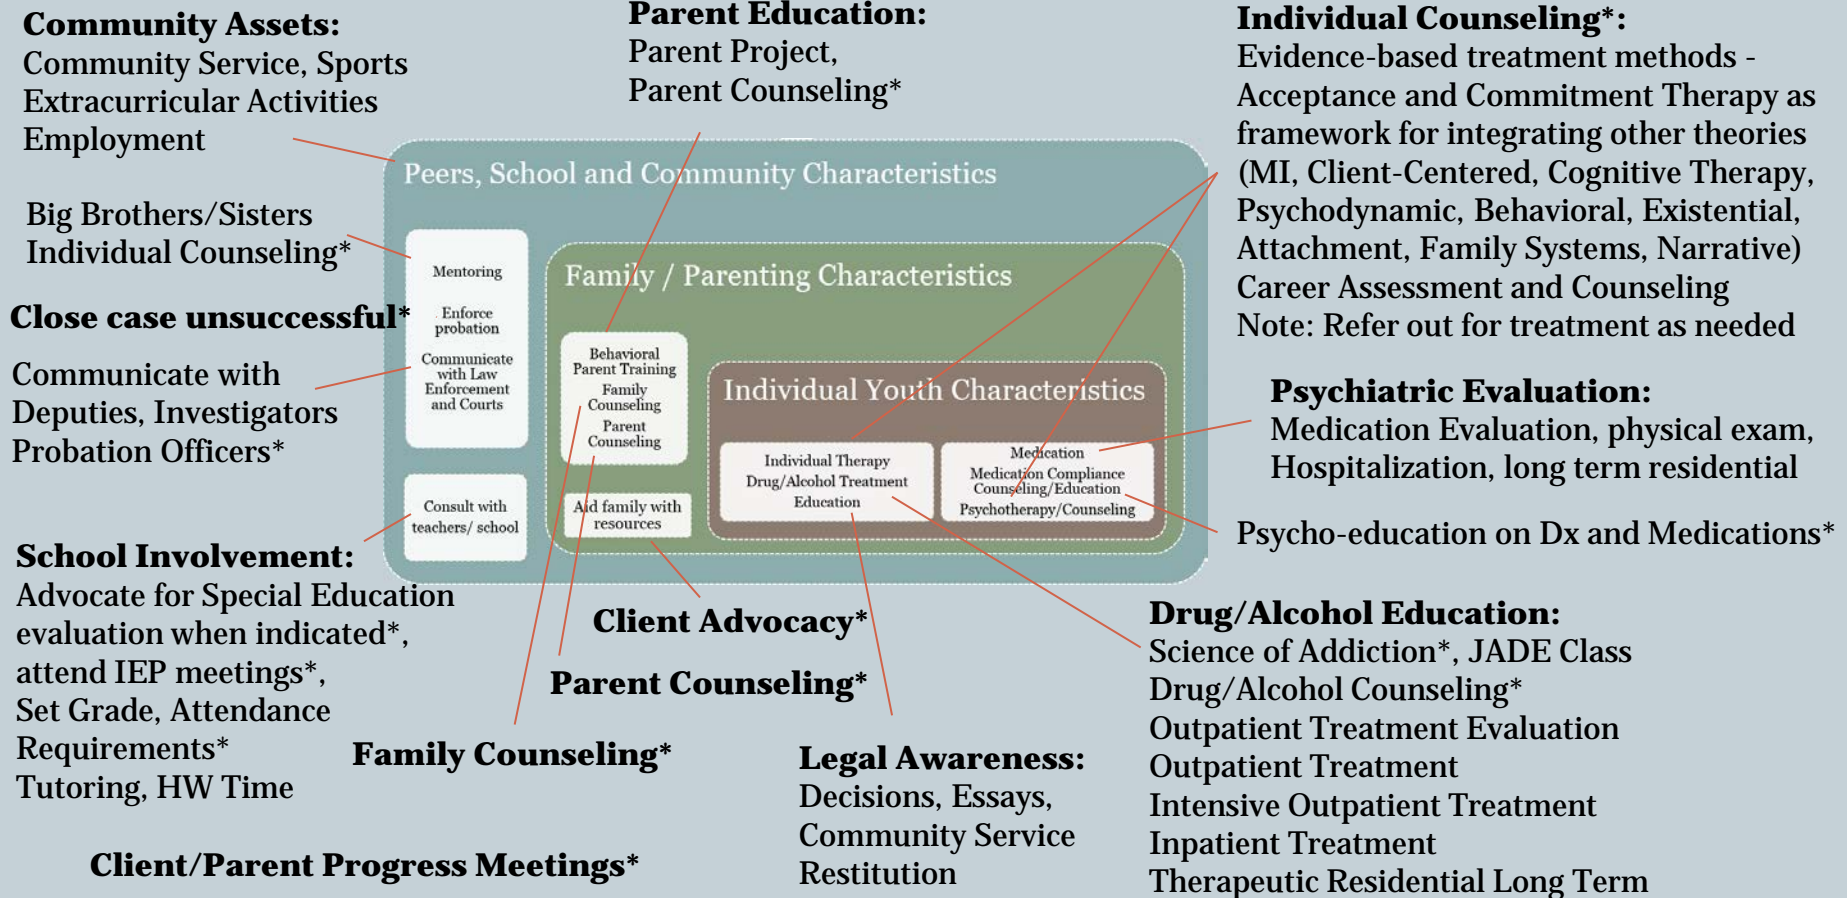 Community Assets:
Community Service, Sports
Extracurricular Activities
Employment
Big Brothers/Sisters
Individual Counseling*
Close case unsuccessful*
Communicate with
Deputies, Investigators
Probation Officers*
School Involvement:
Advocate for Special Education
evaluation when indicated*,
attend IEP meetings*,
Set Grade, Attendance
Requirements*
Tutoring, HW Time
Client/Parent Progress Meetings*
Parent Education:
Parent Project,
Parent Counseling*
Peers, School and Community Characteristics
Mentoring
Enforce
probation
Communicate
with Law
Enforcement
and Courts
Consult with
teachers/ school
Family / Parenting Characteristics
Behavioral
Parent Training
Family
Counseling
Parent
Counseling
Aid family with
resources
Individual Youth Characteristics
Individual Therapy
Drug/Alcohol Treatment
Education
Medication
Medication Compliance
Counseling/Education
Psychotherapy/Counseling
Client Advocacy*
Parent Counseling*
Family Counseling*
Legal Awareness:
Decisions, Essays,
Community Service
Restitution
Individual Counseling*:
Evidence-based treatment methods -
Acceptance and Commitment Therapy as
framework for integrating other theories
(MI, Client-Centered, Cognitive Therapy,
Psychodynamic, Behavioral, Existential,
Attachment, Family Systems, Narrative)
Career Assessment and Counseling
Note: Refer out for treatment as needed
Psychiatric Evaluation:
Medication Evaluation, physical exam,
Hospitalization, long term residential
Psycho-education on Dx and Medications*
Drug/Alcohol Education:
Science of Addiction*, JADE Class
Drug/Alcohol Counseling*
Outpatient Treatment Evaluation
Outpatient Treatment
Intensive Outpatient Treatment
Inpatient Treatment
Therapeutic Residential Long Term